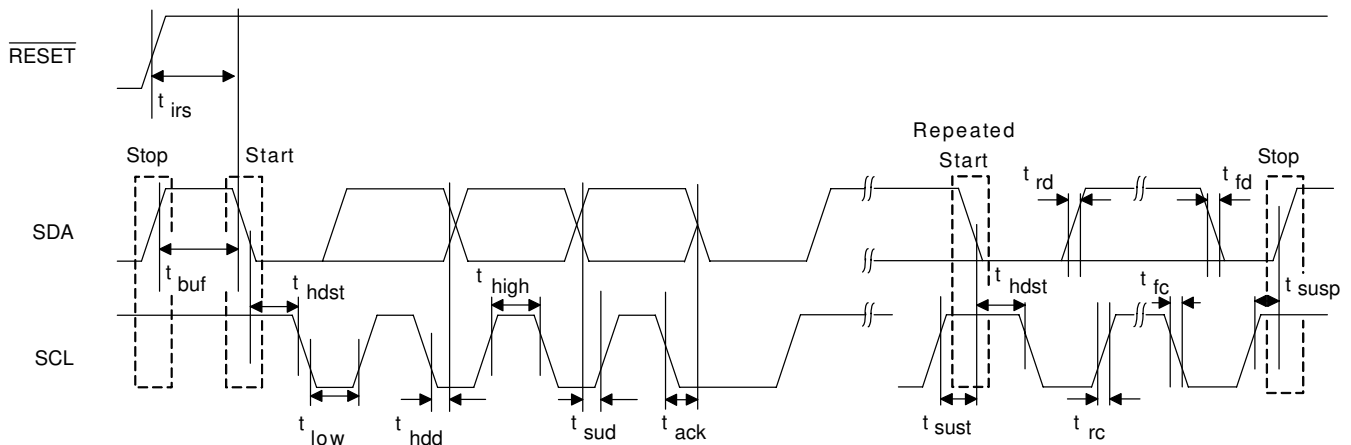 RESET
t irs
Repeated
Stop
Start
Start
Stop
t rd
t fd
SDA
t buf
t hdst
t high
t hdst
t fc
t susp
SCL
t low
t hdd
t sud
t ack
t sust
t rc